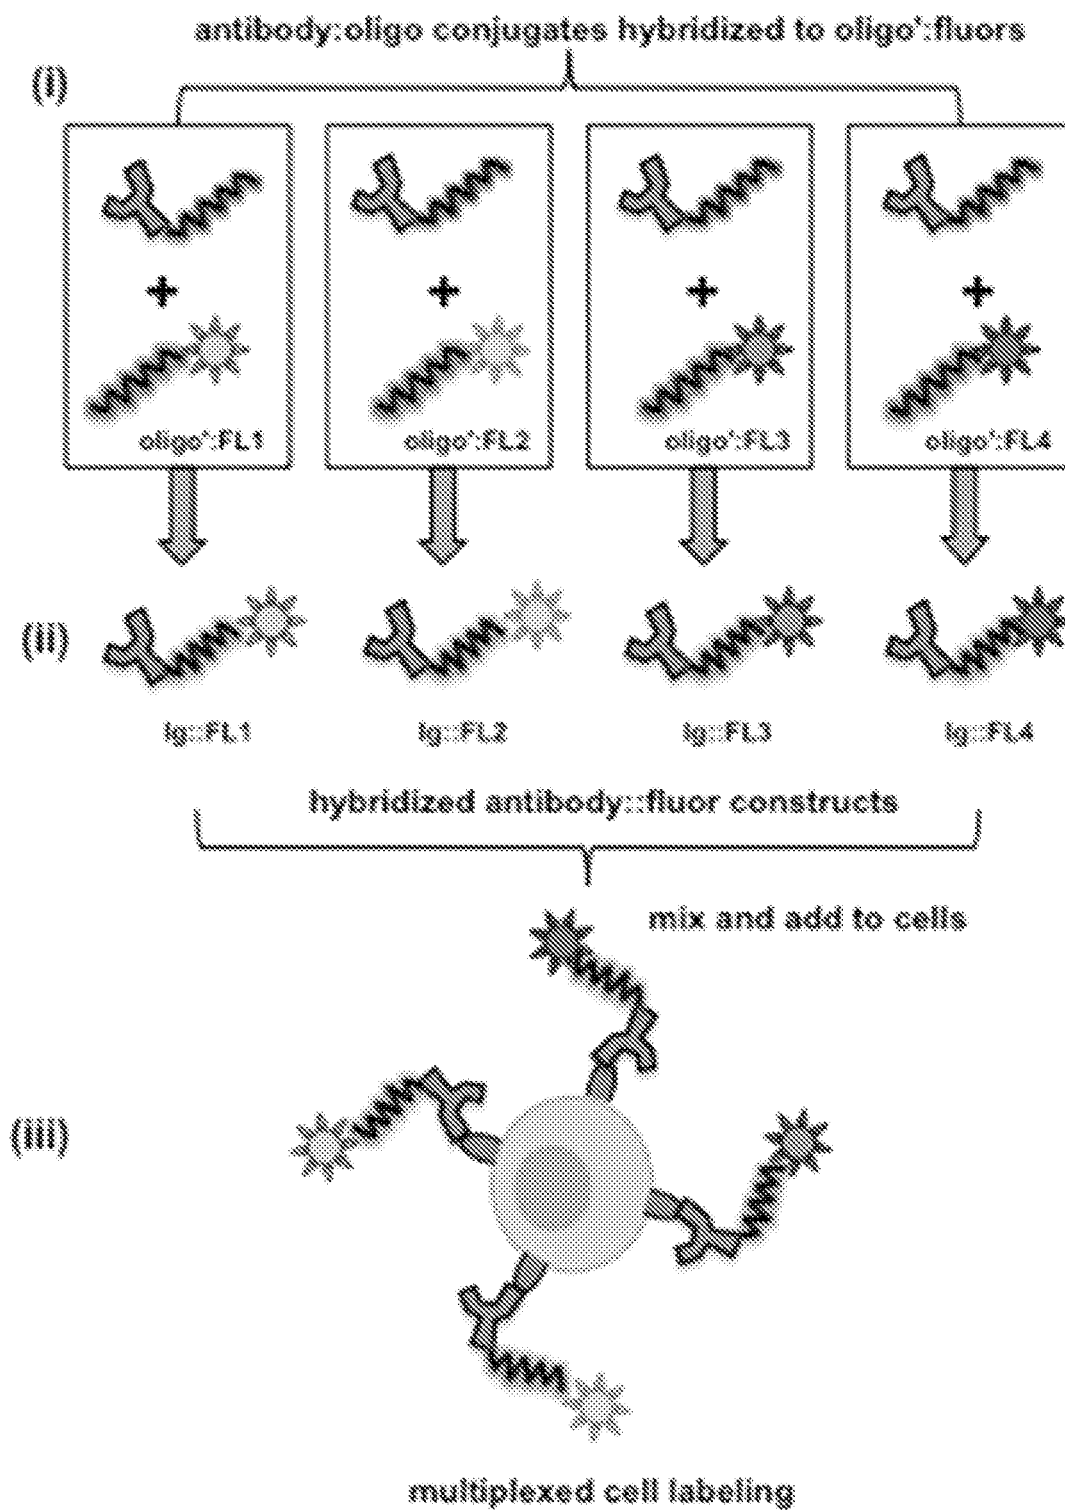 antibody:oligo conjugates hybridized to oligo':fluors
(i)
+ + + +
oligo':FL1 oligo':FL2 oligo':FL3 oligo':FL4
(ii)
Ig::FL1 Ig::FL2 Ig::FL3 Ig::FL4
hybridized antibody::fluor constructs
mix and add to cells
(iii)
multiplexed cell labeling